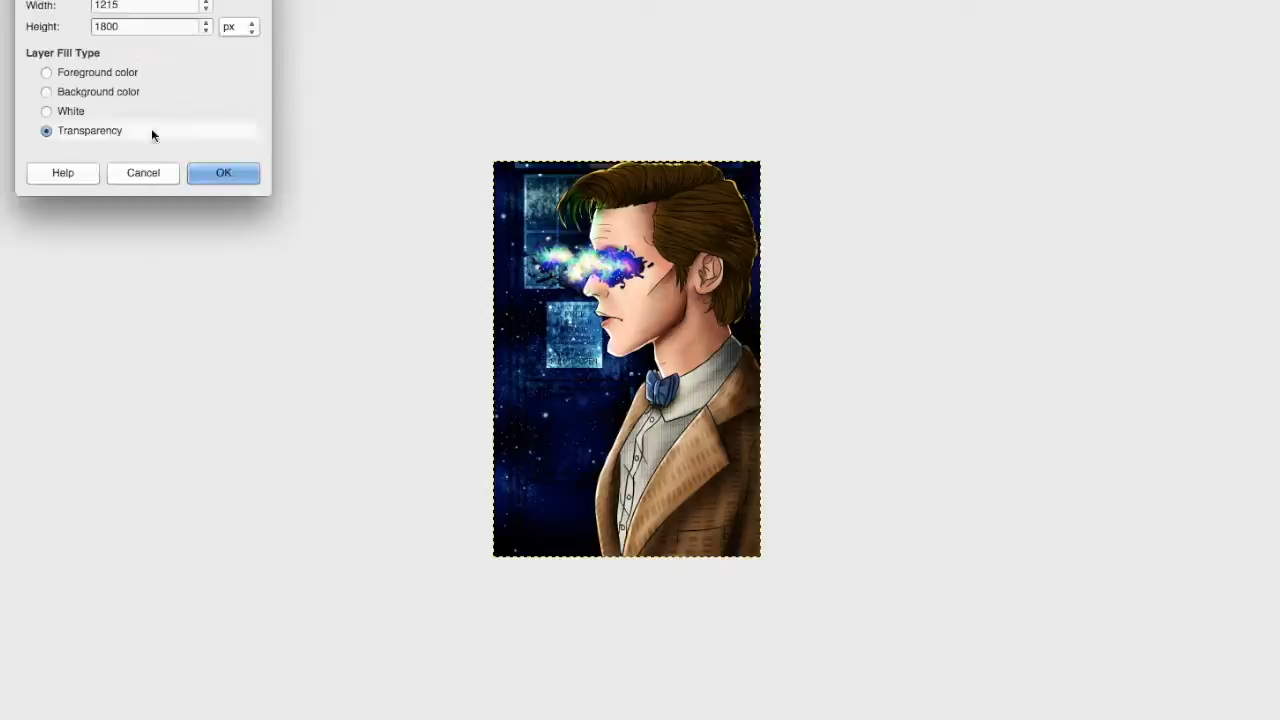 Width: 1215
Height: 1800 px
Layer Fill Type
Foreground color
Background color
White
Transparency
Help Cancel OK